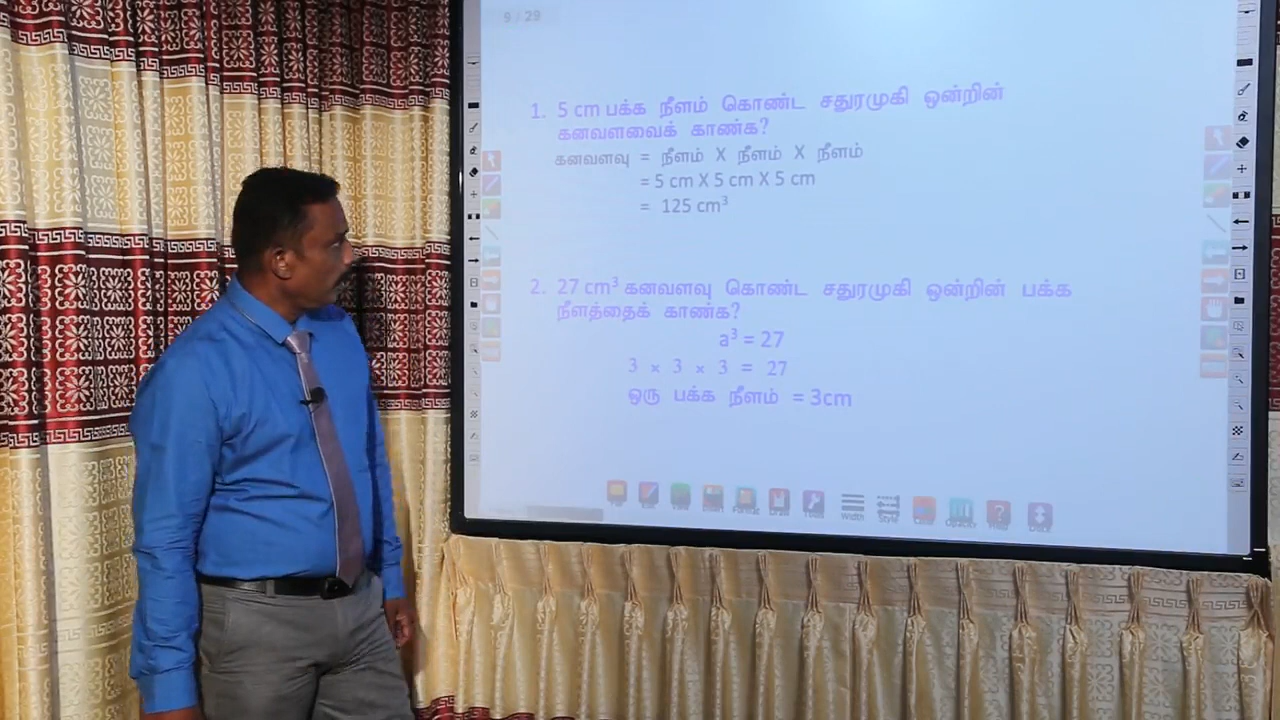 9 / 29
1. 5 cm பக்க நீளம் கொண்ட சதுரமுகி ஒன்றின்
கனவளவைக் காண்க?
கனவளவு = நீளம் X நீளம் X நீளம்
= 5 cm X 5 cm X 5 cm
= 125 cm³
2. 27 cm³ கனவளவு கொண்ட சதுரமுகி ஒன்றின் பக்க
நீளத்தைக் காண்க?
a³ = 27
3 × 3 × 3 = 27
ஒரு பக்க நீளம் = 3cm
Width Style